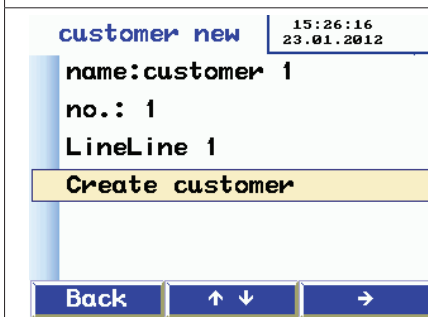 customer new
15:26:16
23.01.2012
name:customer 1
no.: 1
LineLine 1
Create customer
Back ↑ ↓ →